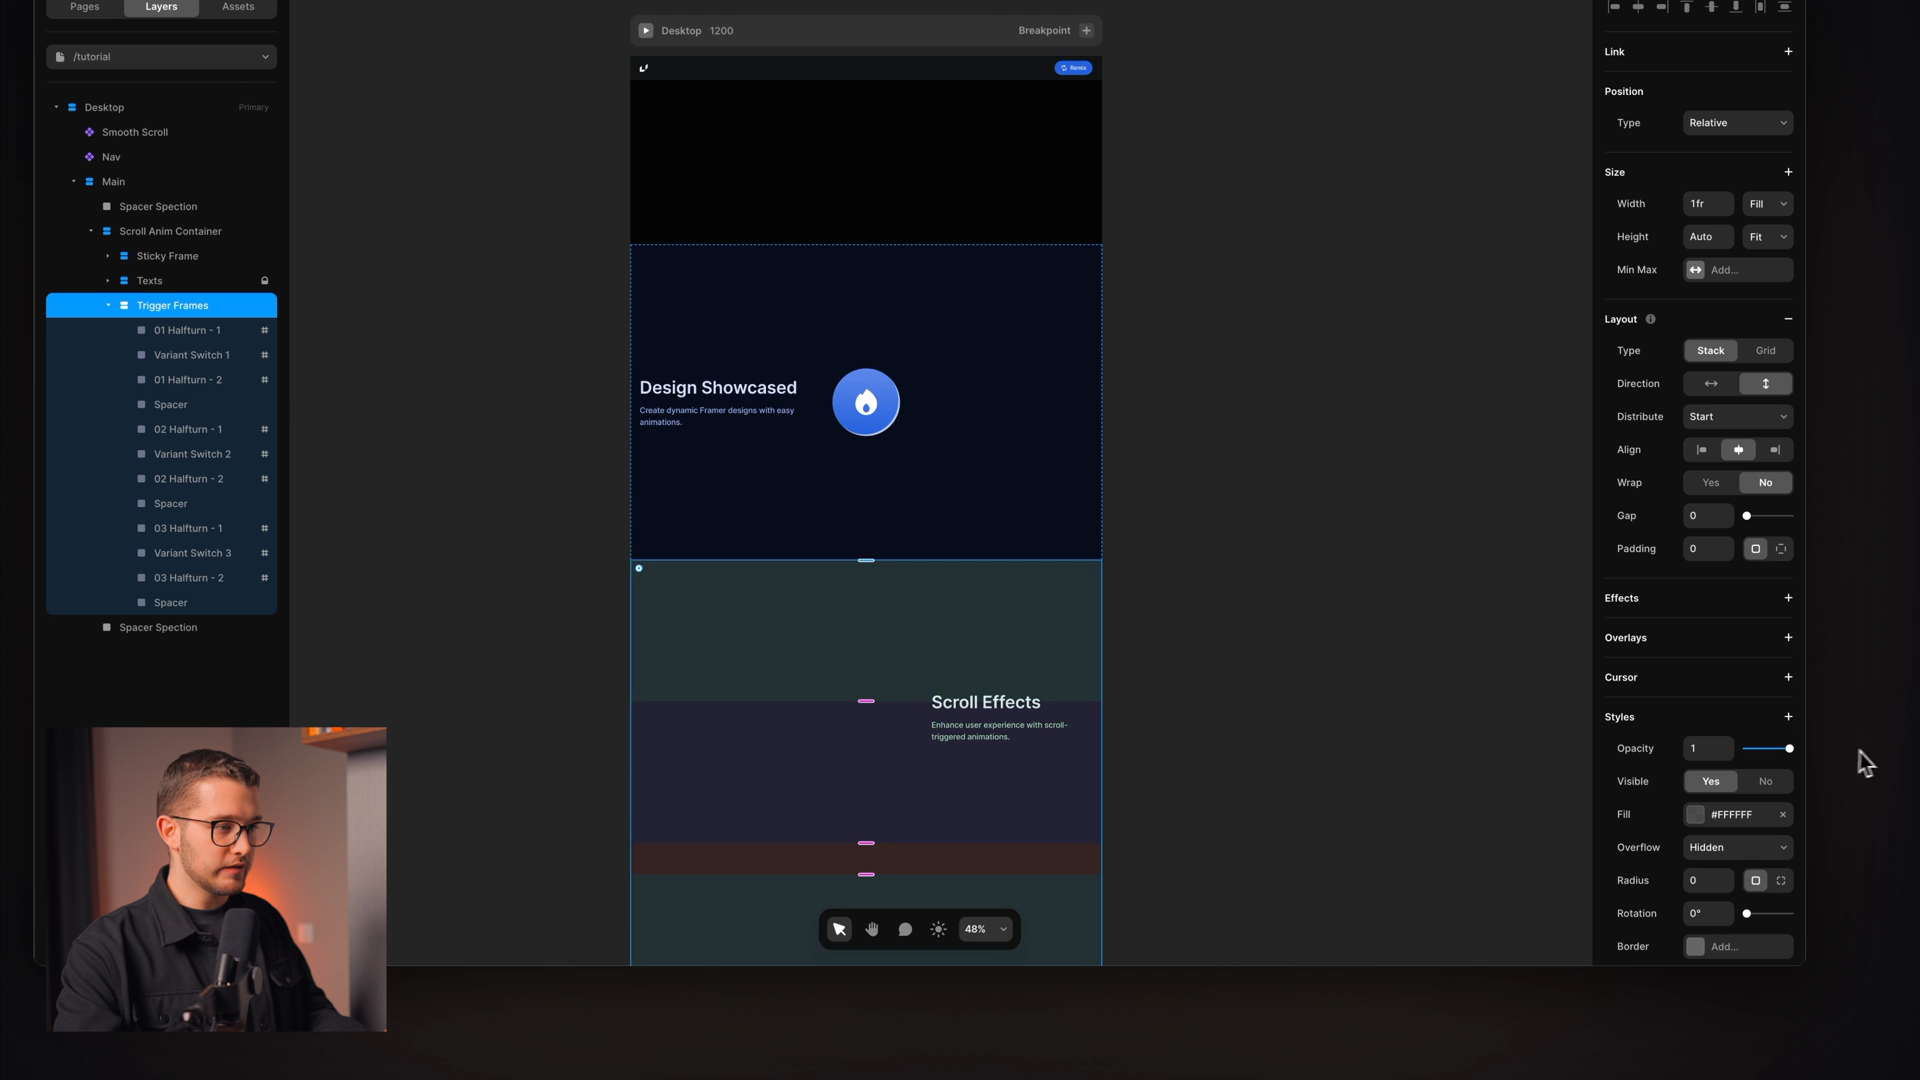 Pages
Layers
Assets
/tutorial
Desktop
Primary
Smooth Scroll
Nav
Main
Spacer Spection
Scroll Anim Container
Sticky Frame
Texts
Trigger Frames
01 Halfturn - 1
Variant Switch 1
01 Halfturn - 2
Spacer
02 Halfturn - 1
Variant Switch 2
02 Halfturn - 2
Spacer
03 Halfturn - 1
Variant Switch 3
03 Halfturn - 2
Spacer
Spacer Spection
Desktop 1200
Breakpoint
Remix
Design Showcased
Create dynamic Framer designs with easy
animations.
Scroll Effects
Enhance user experience with scroll-
triggered animations.
48%
Link
Position
Type Relative
Size
Width 1fr Fill
Height Auto Fit
Min Max Add...
Layout
Type Stack Grid
Direction
Distribute Start
Align
Wrap Yes No
Gap 0
Padding 0
Effects
Overlays
Cursor
Styles
Opacity 1
Visible Yes No
Fill #FFFFFF
Overflow Hidden
Radius 0
Rotation 0°
Border Add...